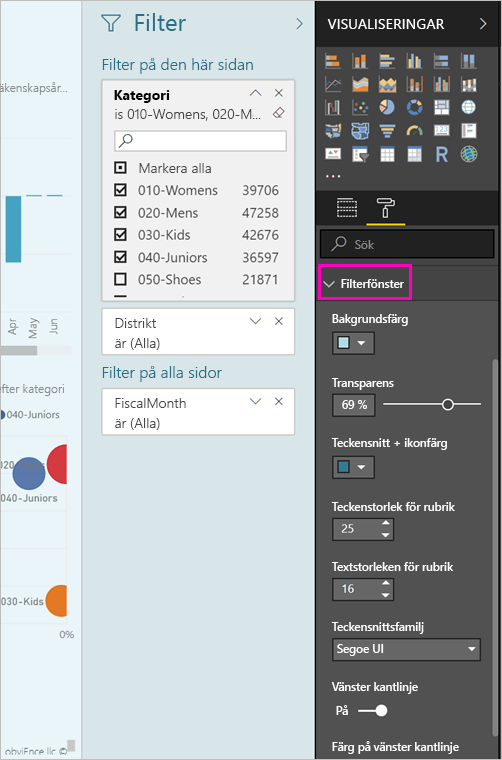 äkenskapsår...
Apr
May
Jun
efter kategori
040-Juniors
020
040-Juniors
030-Kids
0%
obviEnce llc ©
Filter
Filter på den här sidan
Kategori
is 010-Womens, 020-M...
Markera alla
010-Womens 39706
020-Mens 47258
030-Kids 42676
040-Juniors 36597
050-Shoes 21871
Distrikt
är (Alla)
Filter på alla sidor
FiscalMonth
är (Alla)
VISUALISERINGAR
R
...
Sök
Filterfönster
Bakgrundsfärg
Transparens
69 %
Teckensnitt + ikonfärg
Teckenstorlek för rubrik
25
Textstorleken för rubrik
16
Teckensnittsfamilj
Segoe UI
Vänster kantlinje
På
Färg på vänster kantlinje